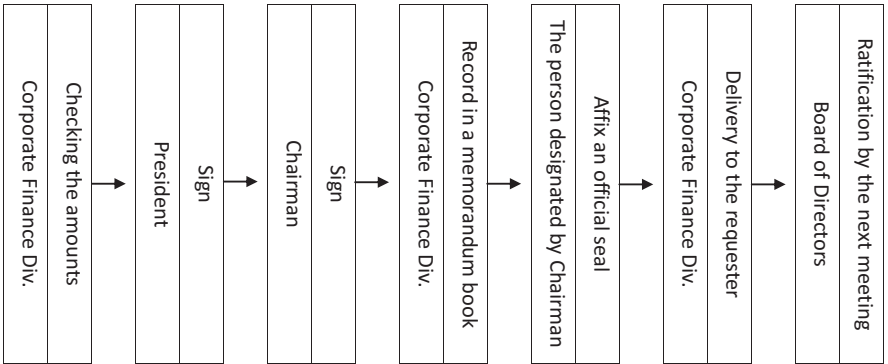 Checking the amounts
Corporate Finance Div.
Sign
President
Sign
Chairman
Record in a memorandum book
Corporate Finance Div.
Affix an official seal
The person designated by Chairman
Delivery to the requester
Corporate Finance Div.
Ratification by the next meeting
Board of Directors